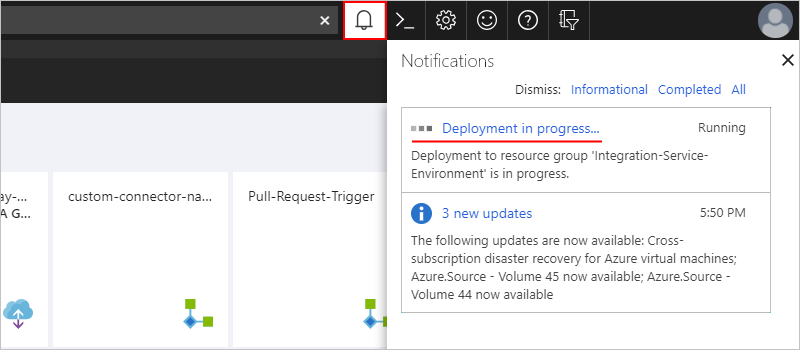 Notifications
Dismiss: Informational Completed All
Deployment in progress... Running
Deployment to resource group 'Integration-Service-
Environment' is in progress.
3 new updates 5:50 PM
The following updates are now available: Cross-
subscription disaster recovery for Azure virtual machines;
Azure.Source - Volume 45 now available; Azure.Source -
Volume 44 now available
ay-...
A G...
custom-connector-na...
Pull-Request-Trigger